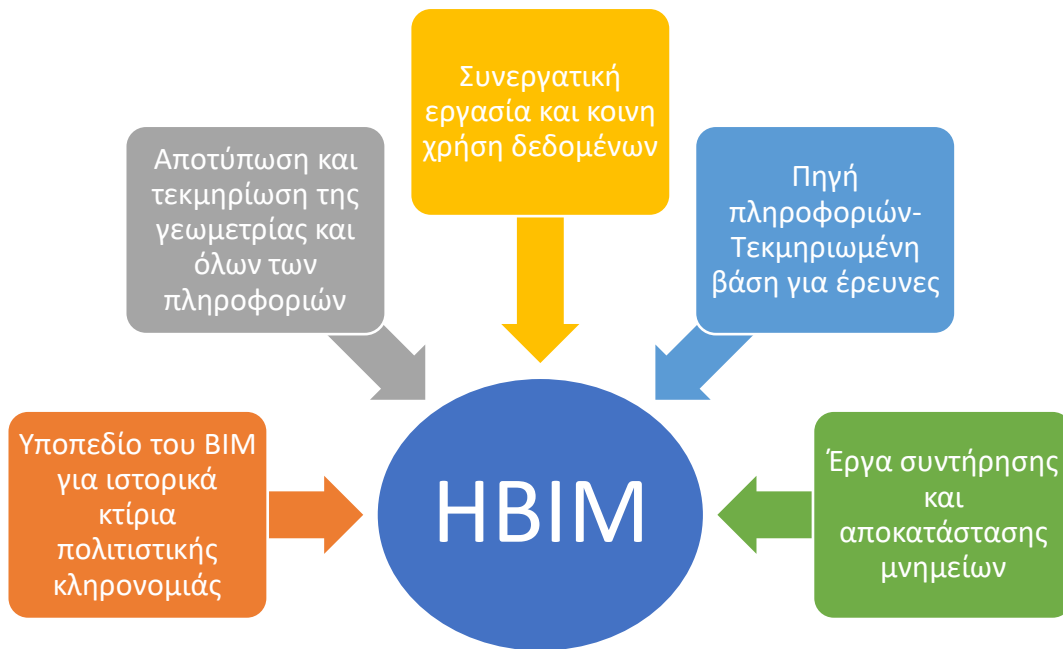 Συνεργατική
εργασία και κοινη
χρήση δεδομένων
Αποτύπωση και
τεκμηρίωση της
γεωμετρίας και
όλων των
πληροφοριών
Πηγή
πληροφοριών-
Τεκμηριωμένη
βάση για έρευνες
Υποπεδίο του BIM
για ιστορικά
κτίρια
πολιτιστικής
κληρονομιάς
HBIM
Έργα συντήρησης
και
αποκατάστασης
μνημείων